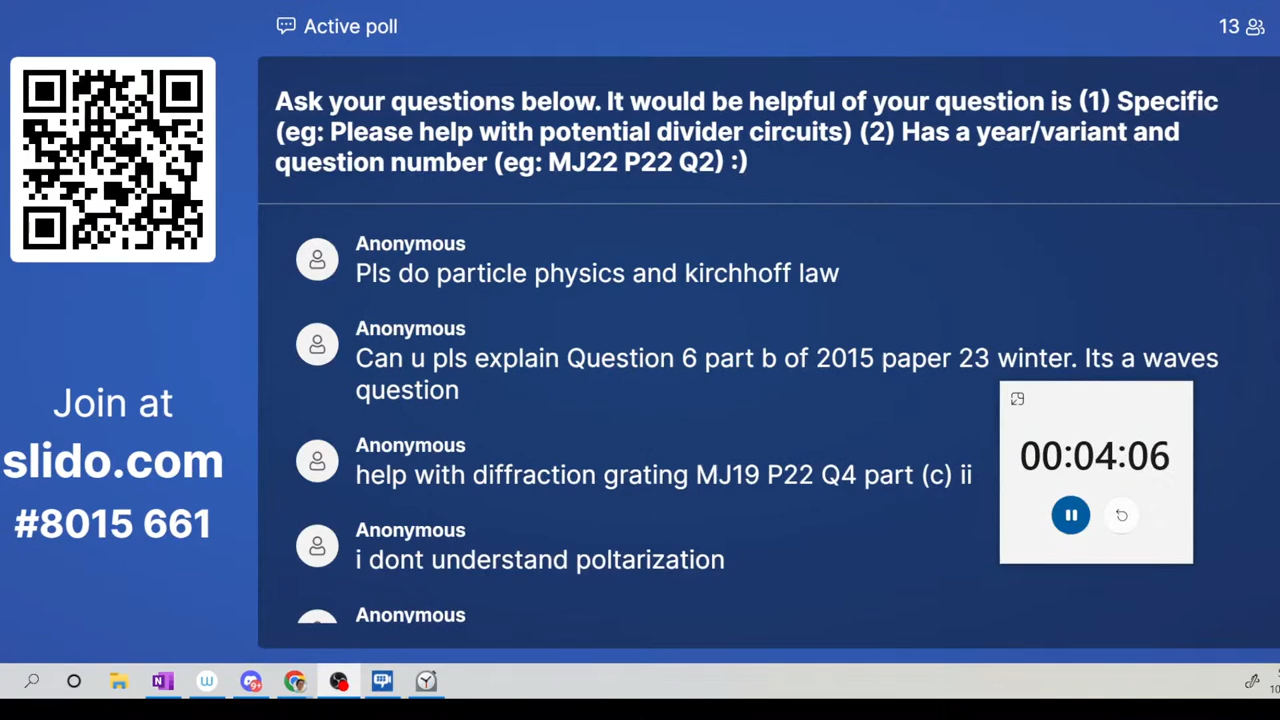 Active poll
13
Ask your questions below. It would be helpful of your question is (1) Specific
(eg: Please help with potential divider circuits) (2) Has a year/variant and
question number (eg: MJ22 P22 Q2) :)
Anonymous
Pls do particle physics and kirchhoff law
Anonymous
Can u pls explain Question 6 part b of 2015 paper 23 winter. Its a waves
question
Anonymous
help with diffraction grating MJ19 P22 Q4 part (c) ii
Anonymous
i dont understand poltarization
Anonymous
Join at
slido.com
#8015 661
00:04:06